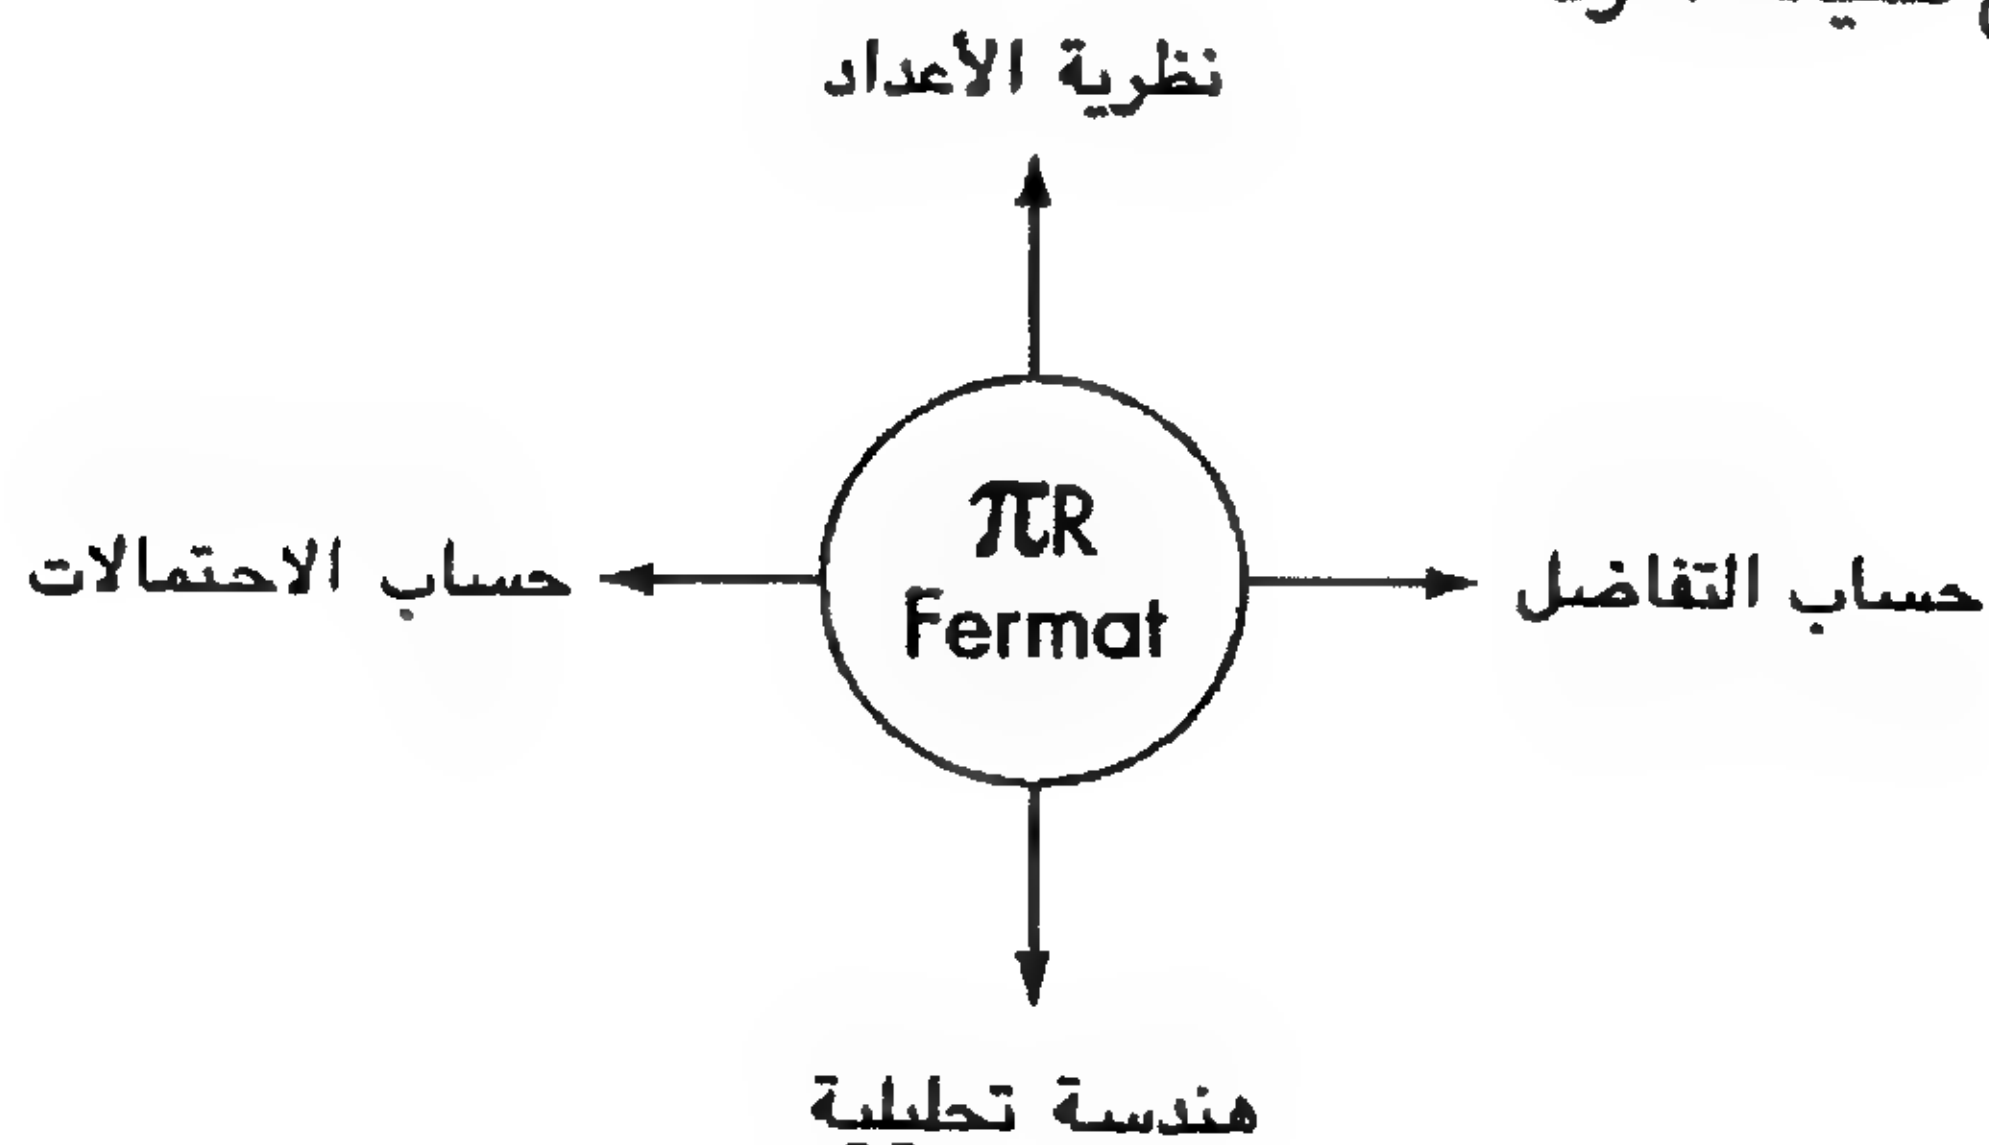 نظرية الأعداد
πR
Fermat
حساب التفاضل
حساب الاحتمالات
هندسة تحليلية